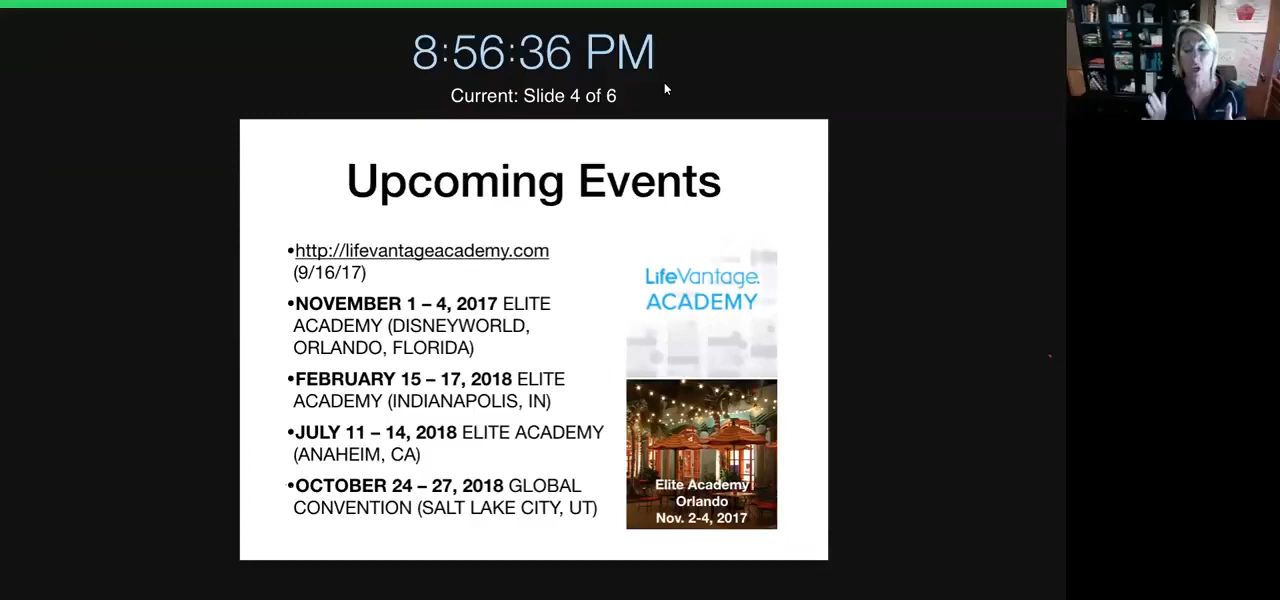 8:56:36 PM
Current: Slide 4 of 6
Upcoming Events
•http://lifevantageacademy.com
(9/16/17)
•NOVEMBER 1 – 4, 2017 ELITE
ACADEMY (DISNEYWORLD,
ORLANDO, FLORIDA)
•FEBRUARY 15 – 17, 2018 ELITE
ACADEMY (INDIANAPOLIS, IN)
•JULY 11 – 14, 2018 ELITE ACADEMY
(ANAHEIM, CA)
•OCTOBER 24 – 27, 2018 GLOBAL
CONVENTION (SALT LAKE CITY, UT)
LifeVantage.
ACADEMY
Elite Academy
Orlando
Nov. 2-4, 2017